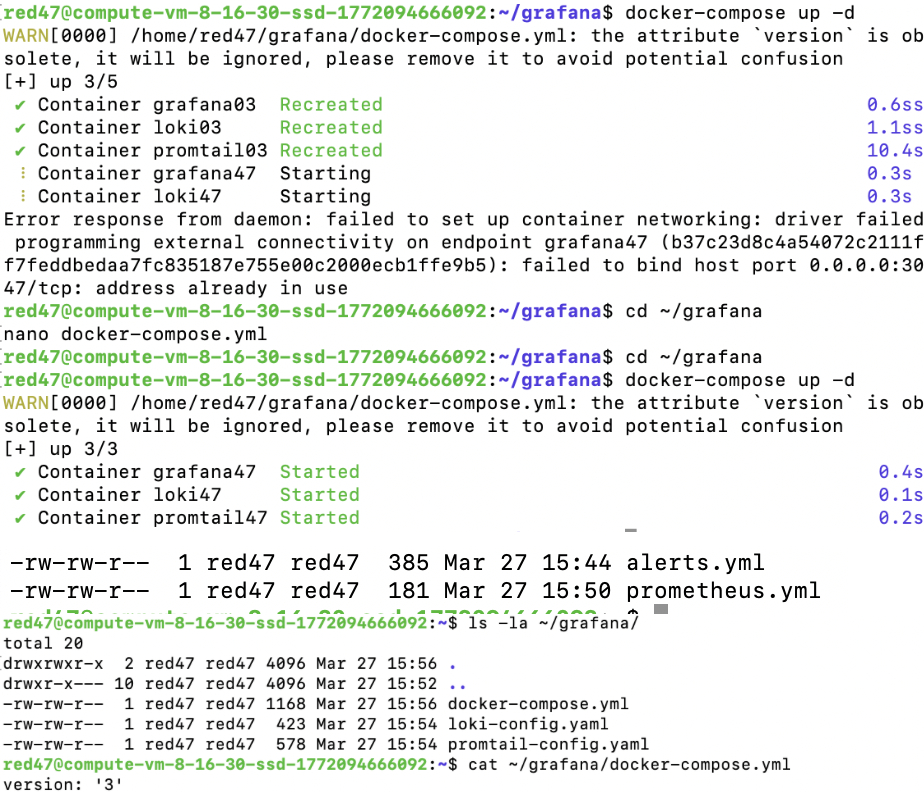 [red47@compute-vm-8-16-30-ssd-1772094666092:~/grafana$ docker-compose up -d
WARN[0000] /home/red47/grafana/docker-compose.yml: the attribute `version` is ob
solete, it will be ignored, please remove it to avoid potential confusion
[+] up 3/5
✔ Container grafana03 Recreated 0.6ss
✔ Container loki03 Recreated 1.1ss
✔ Container promtail03 Recreated 10.4s
⠇ Container grafana47 Starting 0.3s
⠇ Container loki47 Starting 0.3s
Error response from daemon: failed to set up container networking: driver failed
programming external connectivity on endpoint grafana47 (b37c23d8c4a54072c2111f
f7feddbedaa7fc835187e755e00c2000ecb1ffe9b5): failed to bind host port 0.0.0.0:30
47/tcp: address already in use
red47@compute-vm-8-16-30-ssd-1772094666092:~/grafana$ cd ~/grafana
[nano docker-compose.yml
[red47@compute-vm-8-16-30-ssd-1772094666092:~/grafana$ cd ~/grafana
[red47@compute-vm-8-16-30-ssd-1772094666092:~/grafana$ docker-compose up -d
WARN[0000] /home/red47/grafana/docker-compose.yml: the attribute `version` is ob
solete, it will be ignored, please remove it to avoid potential confusion
[+] up 3/3
✔ Container grafana47 Started 0.4s
✔ Container loki47 Started 0.1s
✔ Container promtail47 Started 0.2s
-rw-rw-r-- 1 red47 red47 385 Mar 27 15:44 alerts.yml
-rw-rw-r-- 1 red47 red47 181 Mar 27 15:50 prometheus.yml
red47@compute-vm-8-16-30-ssd-1772094666092:~$
red47@compute-vm-8-16-30-ssd-1772094666092:~$ ls -la ~/grafana/
total 20
[drwxrwxr-x 2 red47 red47 4096 Mar 27 15:56 .
drwxr-x--- 10 red47 red47 4096 Mar 27 15:52 ..
-rw-rw-r-- 1 red47 red47 1168 Mar 27 15:56 docker-compose.yml
-rw-rw-r-- 1 red47 red47 423 Mar 27 15:54 loki-config.yaml
-rw-rw-r-- 1 red47 red47 578 Mar 27 15:54 promtail-config.yaml
red47@compute-vm-8-16-30-ssd-1772094666092:~$ cat ~/grafana/docker-compose.yml
version: '3'